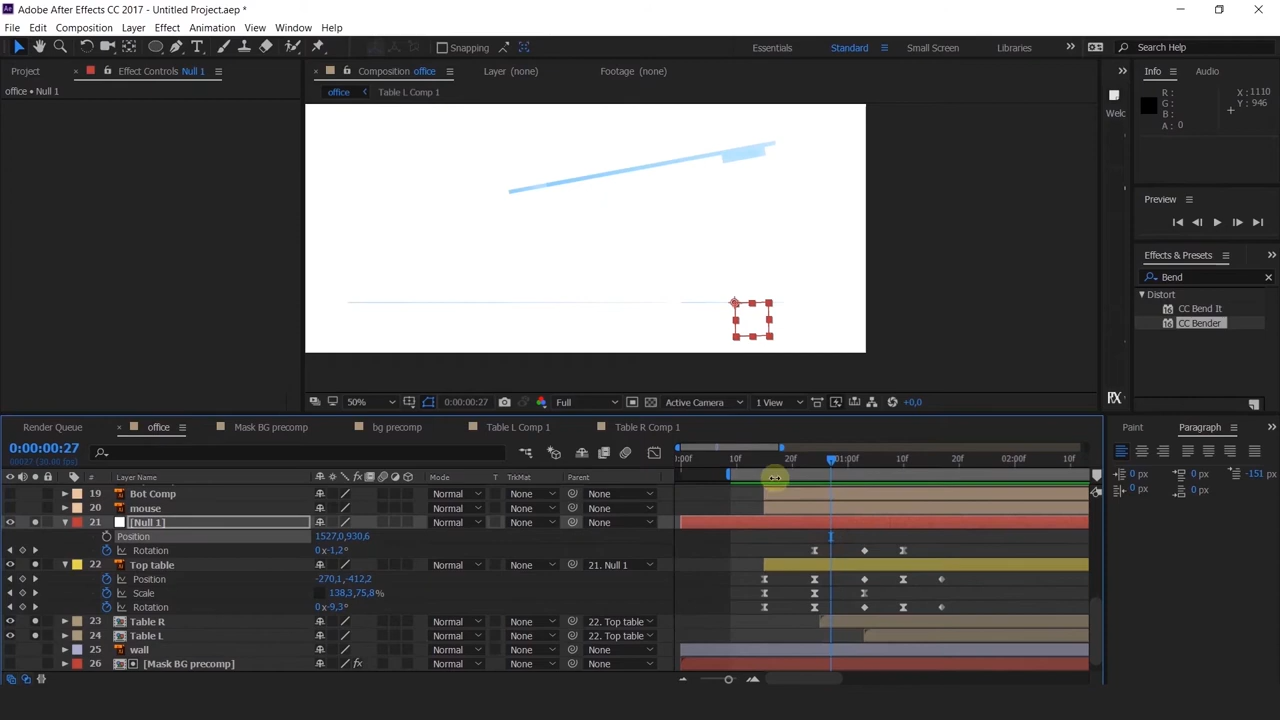 Adobe After Effects CC 2017 - Untitled Project.aep *
File Edit Composition Layer Effect Animation View Window Help
Snapping Essentials Standard Small Screen Libraries Search Help
Project Effect Controls Null 1 Composition office Layer (none) Footage (none) Info Audio
office • Null 1 office Table L Comp 1
R: X: 1110
G: Y: 946
B:
A: 0
Welc
Preview
Effects & Presets
Bend
Distort
CC Bend It
CC Bender
50% 0:00:00:27 Full Active Camera 1 View +0,0
Render Queue office Mask BG precomp bg precomp Table L Comp 1 Table R Comp 1 Paint Paragraph
0:00:00:27
00027 (30.00 fps)
:00f 10f 20f 01:00f 10f 20f 02:00f 10f
# Layer Name Mode T TrkMat Parent
0 px 0 px -151 px
0 px 0 px
19 Bot Comp Normal None None
20 mouse Normal None None
21 [Null 1] Normal None None
Position 1527,0,930,6
Rotation 0x-1,2°
22 Top table Normal None 21. Null 1
Position -270,1,-412,2
Scale 138,3,75,8%
Rotation 0x-9,3°
23 Table R Normal None 22. Top table
24 Table L Normal None 22. Top table
25 wall Normal None None
26 [Mask BG precomp] Normal None None